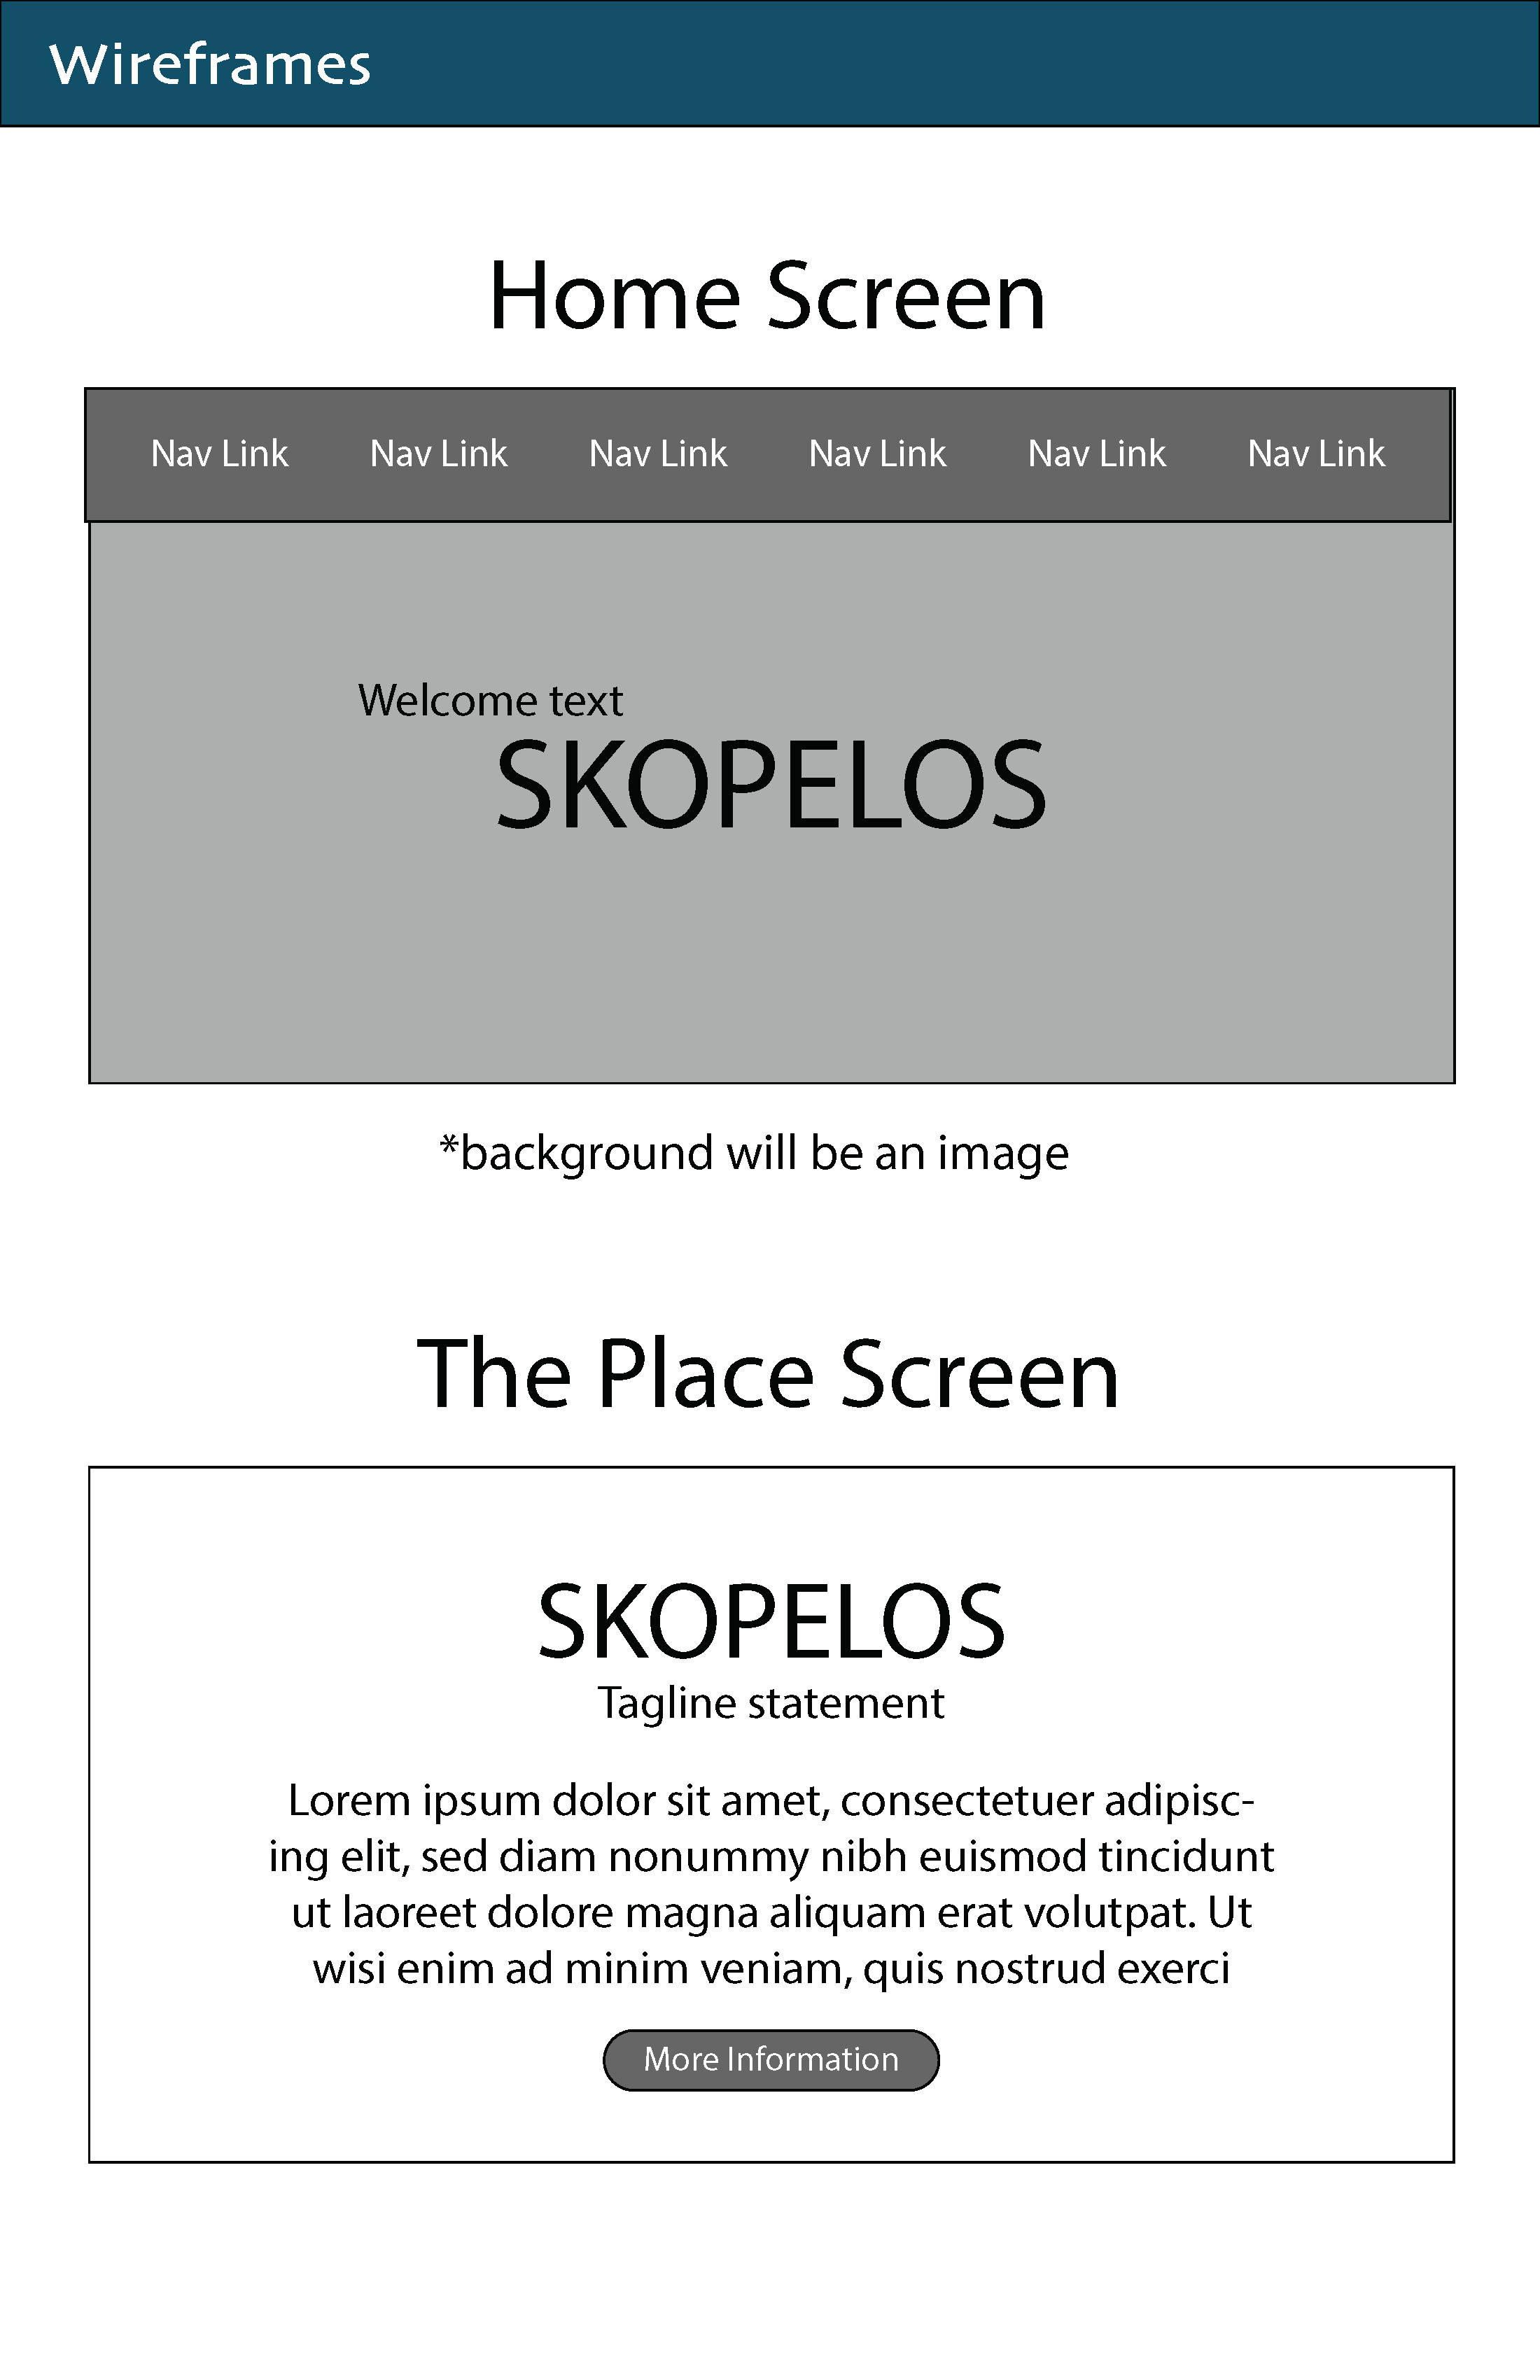 Wireframes
Home Screen
Nav Link Nav Link Nav Link Nav Link Nav Link Nav Link
Welcome text
SKOPELOS
*background will be an image
The Place Screen
SKOPELOS
Tagline statement
Lorem ipsum dolor sit amet, consectetuer adipisc-
ing elit, sed diam nonummy nibh euismod tincidunt
ut laoreet dolore magna aliquam erat volutpat. Ut
wisi enim ad minim veniam, quis nostrud exerci
More Information